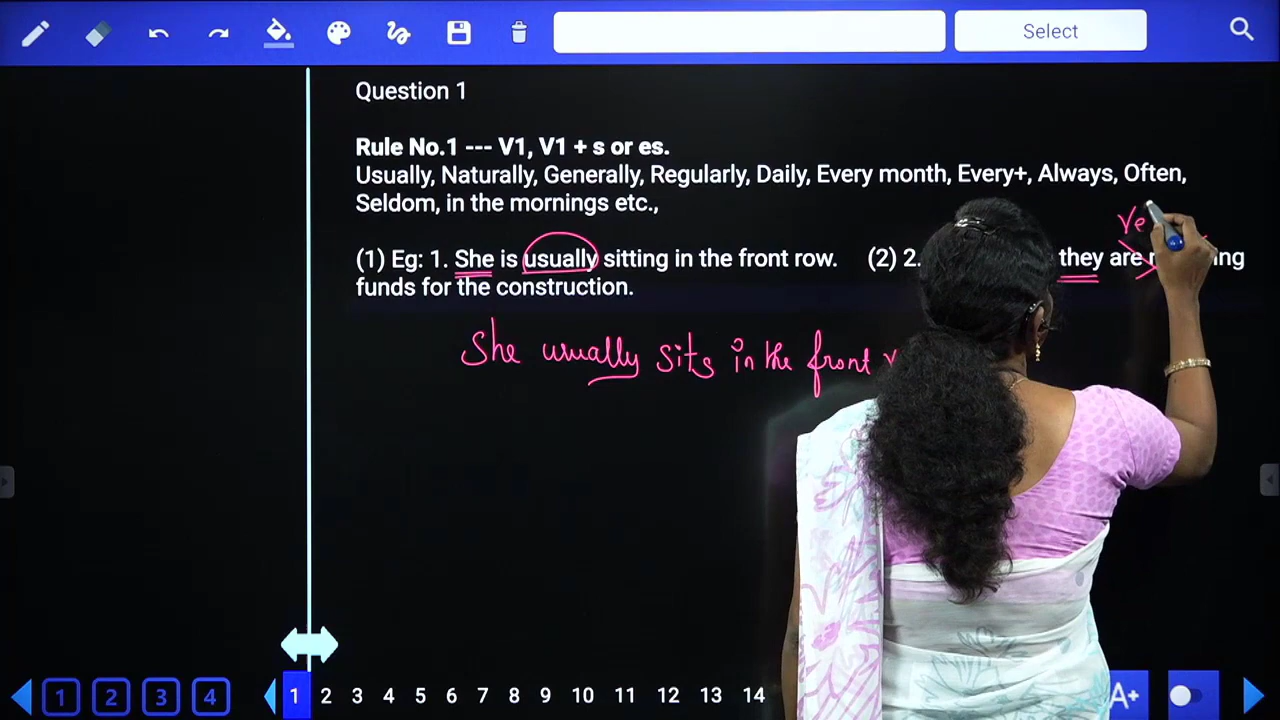 Select
Question 1
Rule No.1 --- V1, V1 + s or es.
Usually, Naturally, Generally, Regularly, Daily, Every month, Every+, Always, Often,
Seldom, in the mornings etc.,
Ve
(1) Eg: 1. She is usually sitting in the front row. (2) 2. they are ing
funds for the construction.
She usually sits in the front
1 2 3 4 1 2 3 4 5 6 7 8 9 10 11 12 13 14 A+